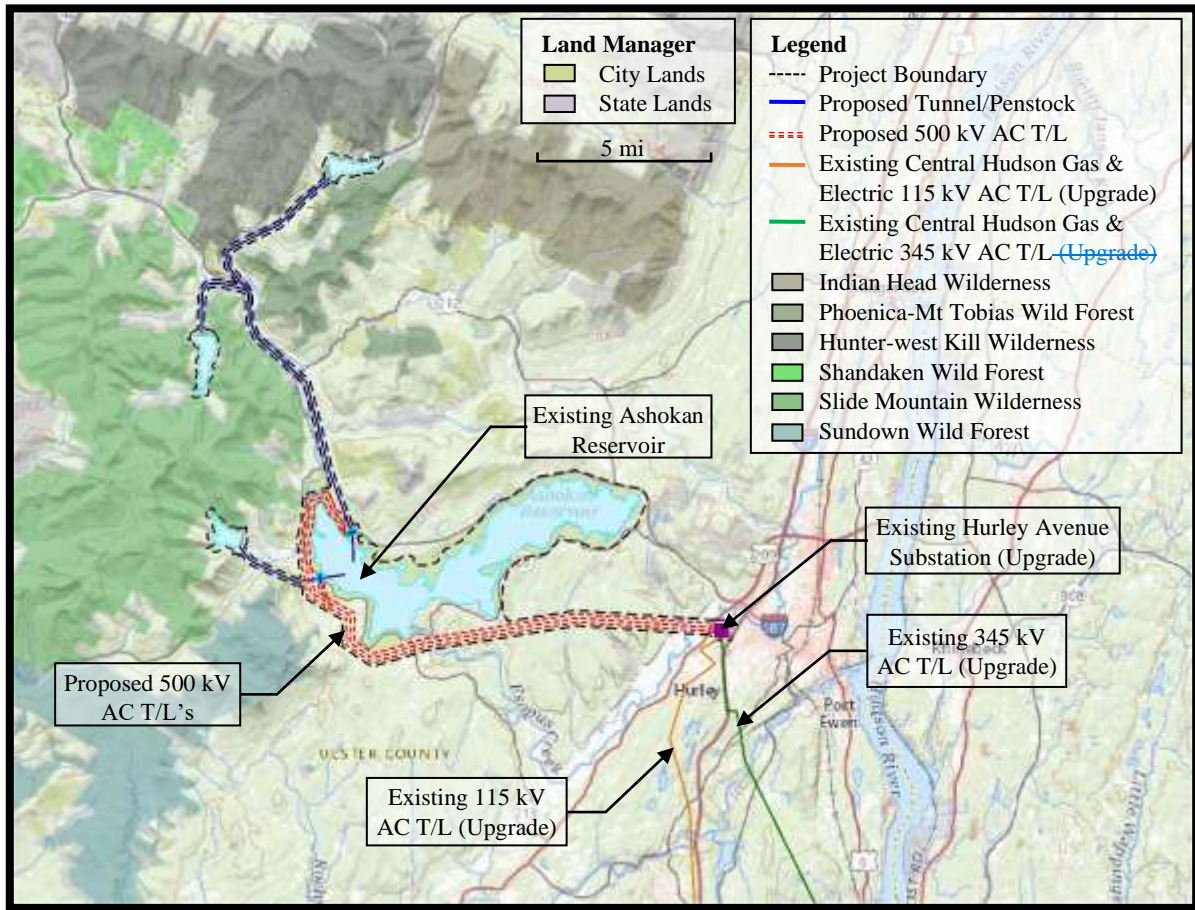 Land Manager
City Lands
State Lands
5 mi
Legend
Project Boundary
Proposed Tunnel/Penstock
Proposed 500 kV AC T/L
Existing Central Hudson Gas &
Electric 115 kV AC T/L (Upgrade)
Existing Central Hudson Gas &
Electric 345 kV AC T/L (Upgrade)
Indian Head Wilderness
Phoenica-Mt Tobias Wild Forest
Hunter-west Kill Wilderness
Shandaken Wild Forest
Slide Mountain Wilderness
Sundown Wild Forest
Existing Ashokan
Reservoir
Ashokan
Reservoir
Existing Hurley Avenue
Substation (Upgrade)
Existing 345 kV
AC T/L (Upgrade)
Proposed 500 kV
AC T/L's
Hurley
Port
Ewen
Rhinebeck
Hudson River
Esopus
Creek
ULSTER COUNTY
Existing 115 kV
AC T/L (Upgrade)
9